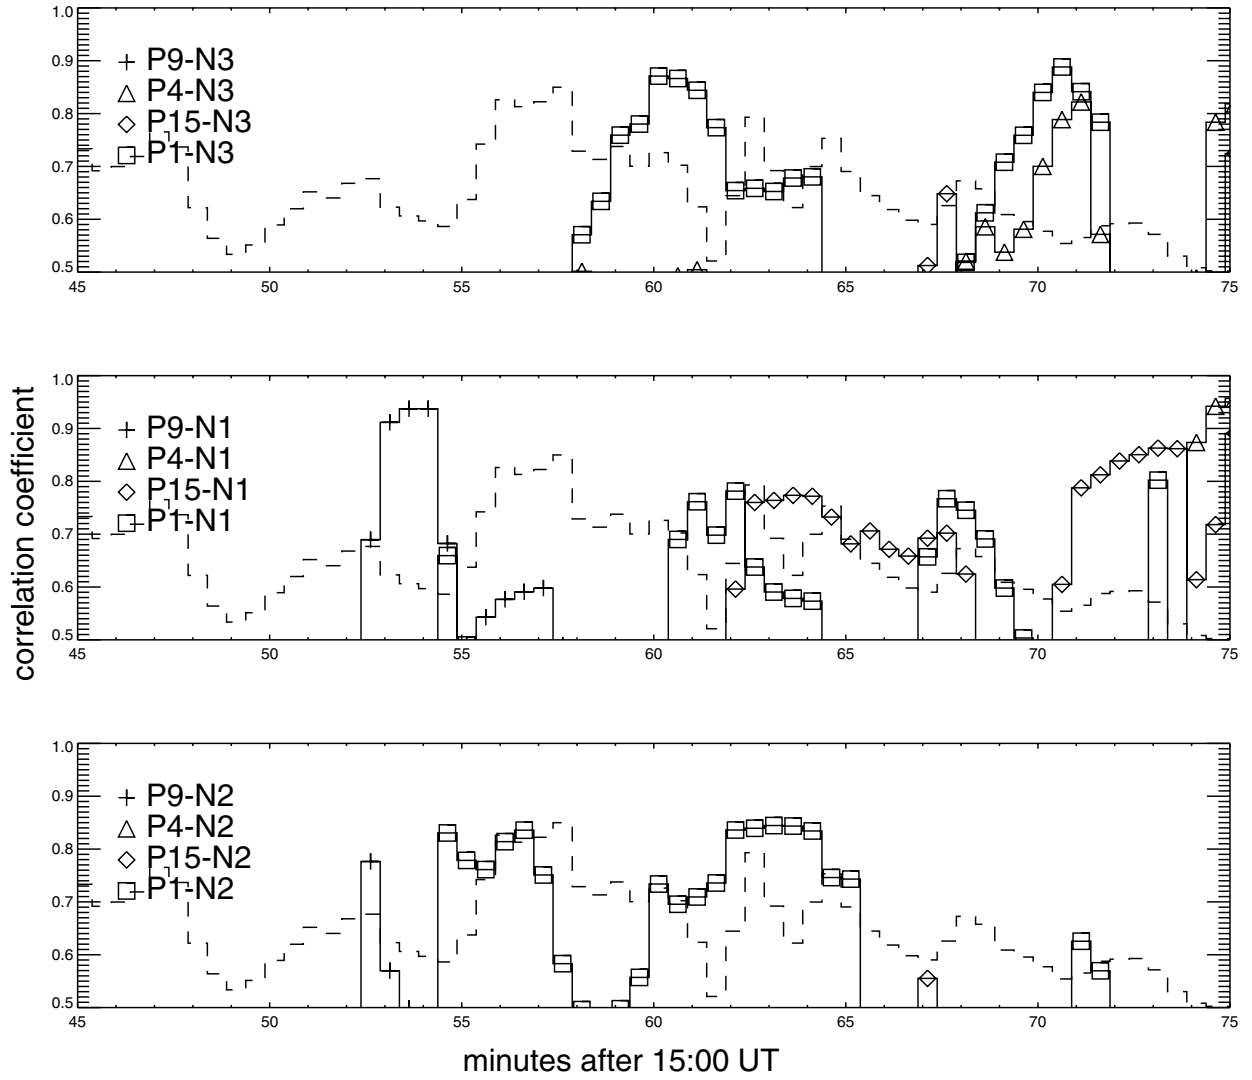 1.0
0.9
0.8
0.7
0.6
0.5
P9-N3
P4-N3
P15-N3
P1-N3
45 50 55 60 65 70 75
correlation coefficient
1.0
0.9
0.8
0.7
0.6
0.5
P9-N1
P4-N1
P15-N1
P1-N1
45 50 55 60 65 70 75
1.0
0.9
0.8
0.7
0.6
0.5
P9-N2
P4-N2
P15-N2
P1-N2
45 50 55 60 65 70 75
minutes after 15:00 UT